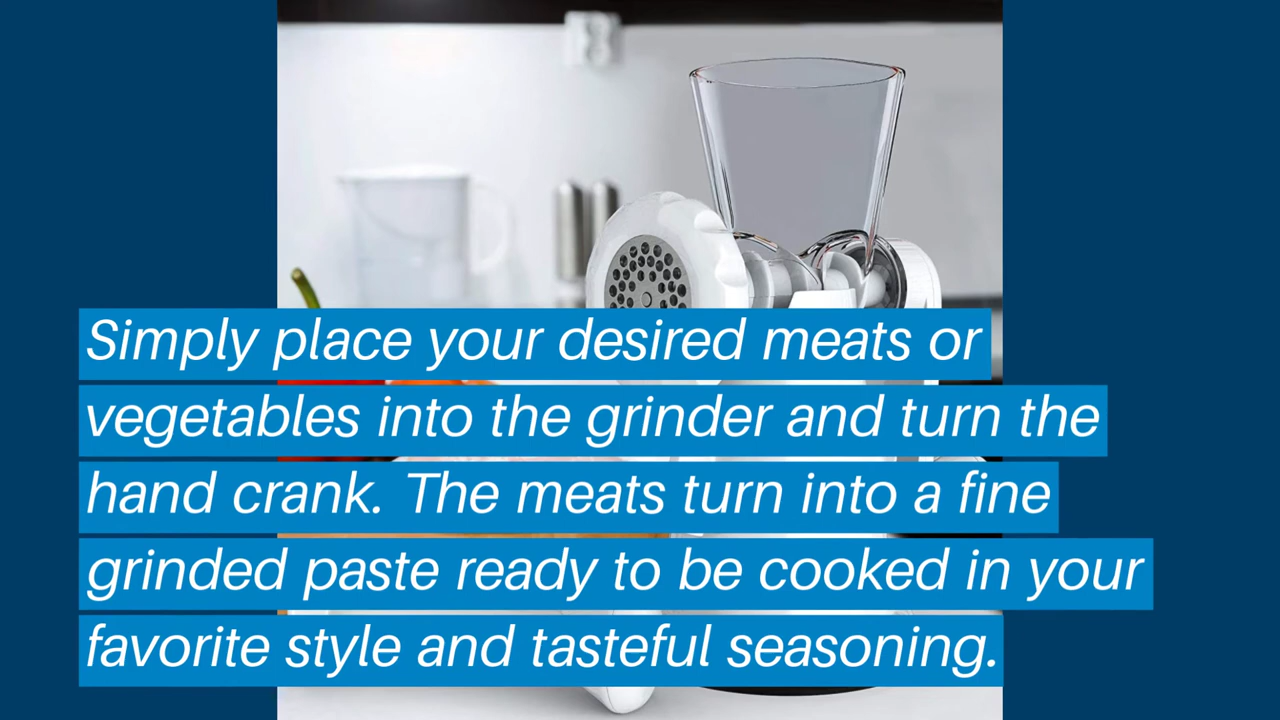 Simply place your desired meats or
vegetables into the grinder and turn the
hand crank. The meats turn into a fine
grinded paste ready to be cooked in your
favorite style and tasteful seasoning.